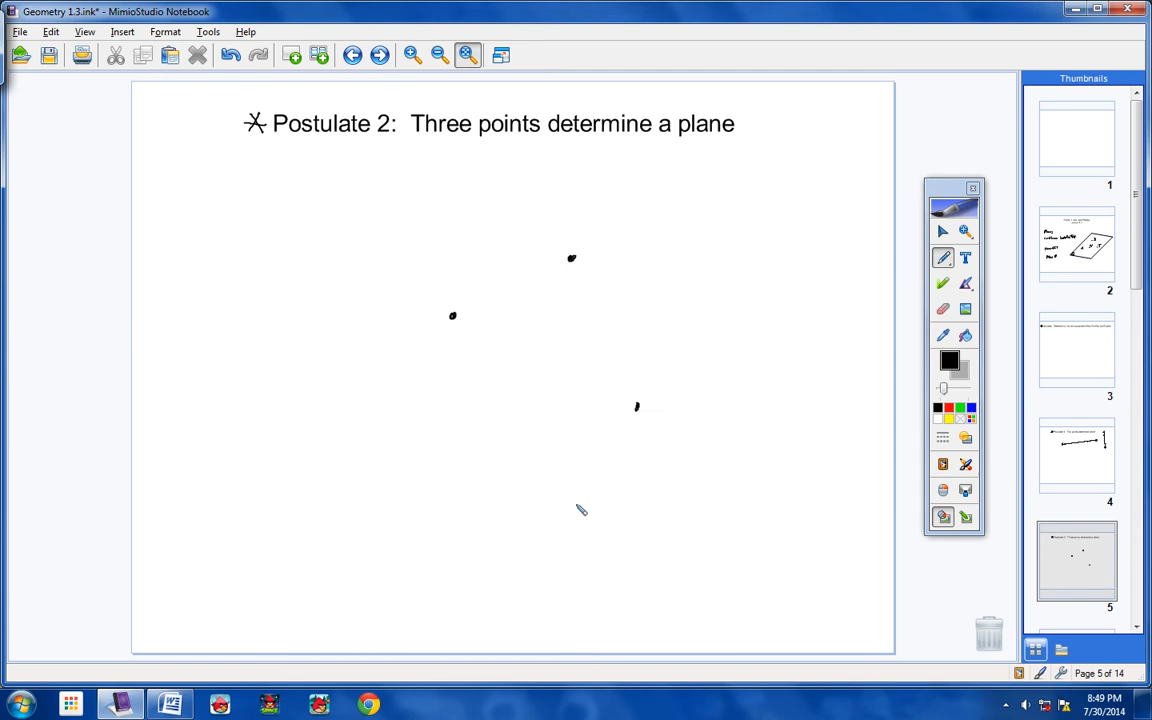 Geometry 1.3.ink* - MimioStudio Notebook
File Edit View Insert Format Tools Help
Thumbnails
Postulate 2: Three points determine a plane
1
2
3
4
5
Page 5 of 14
8:49 PM
7/30/2014